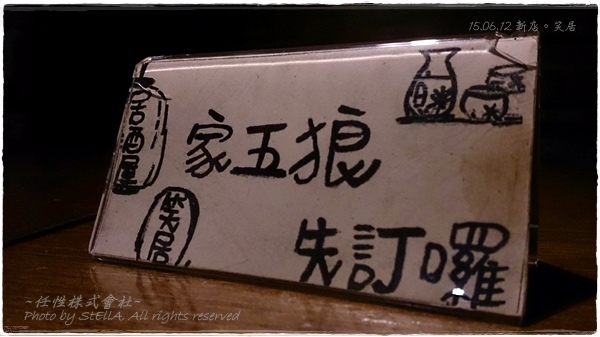 15.06.12 新店。笑居
居酒屋
家五狼
笑居
先訂囉
~任性株式會社~
Photo by StEllA, All rights reserved